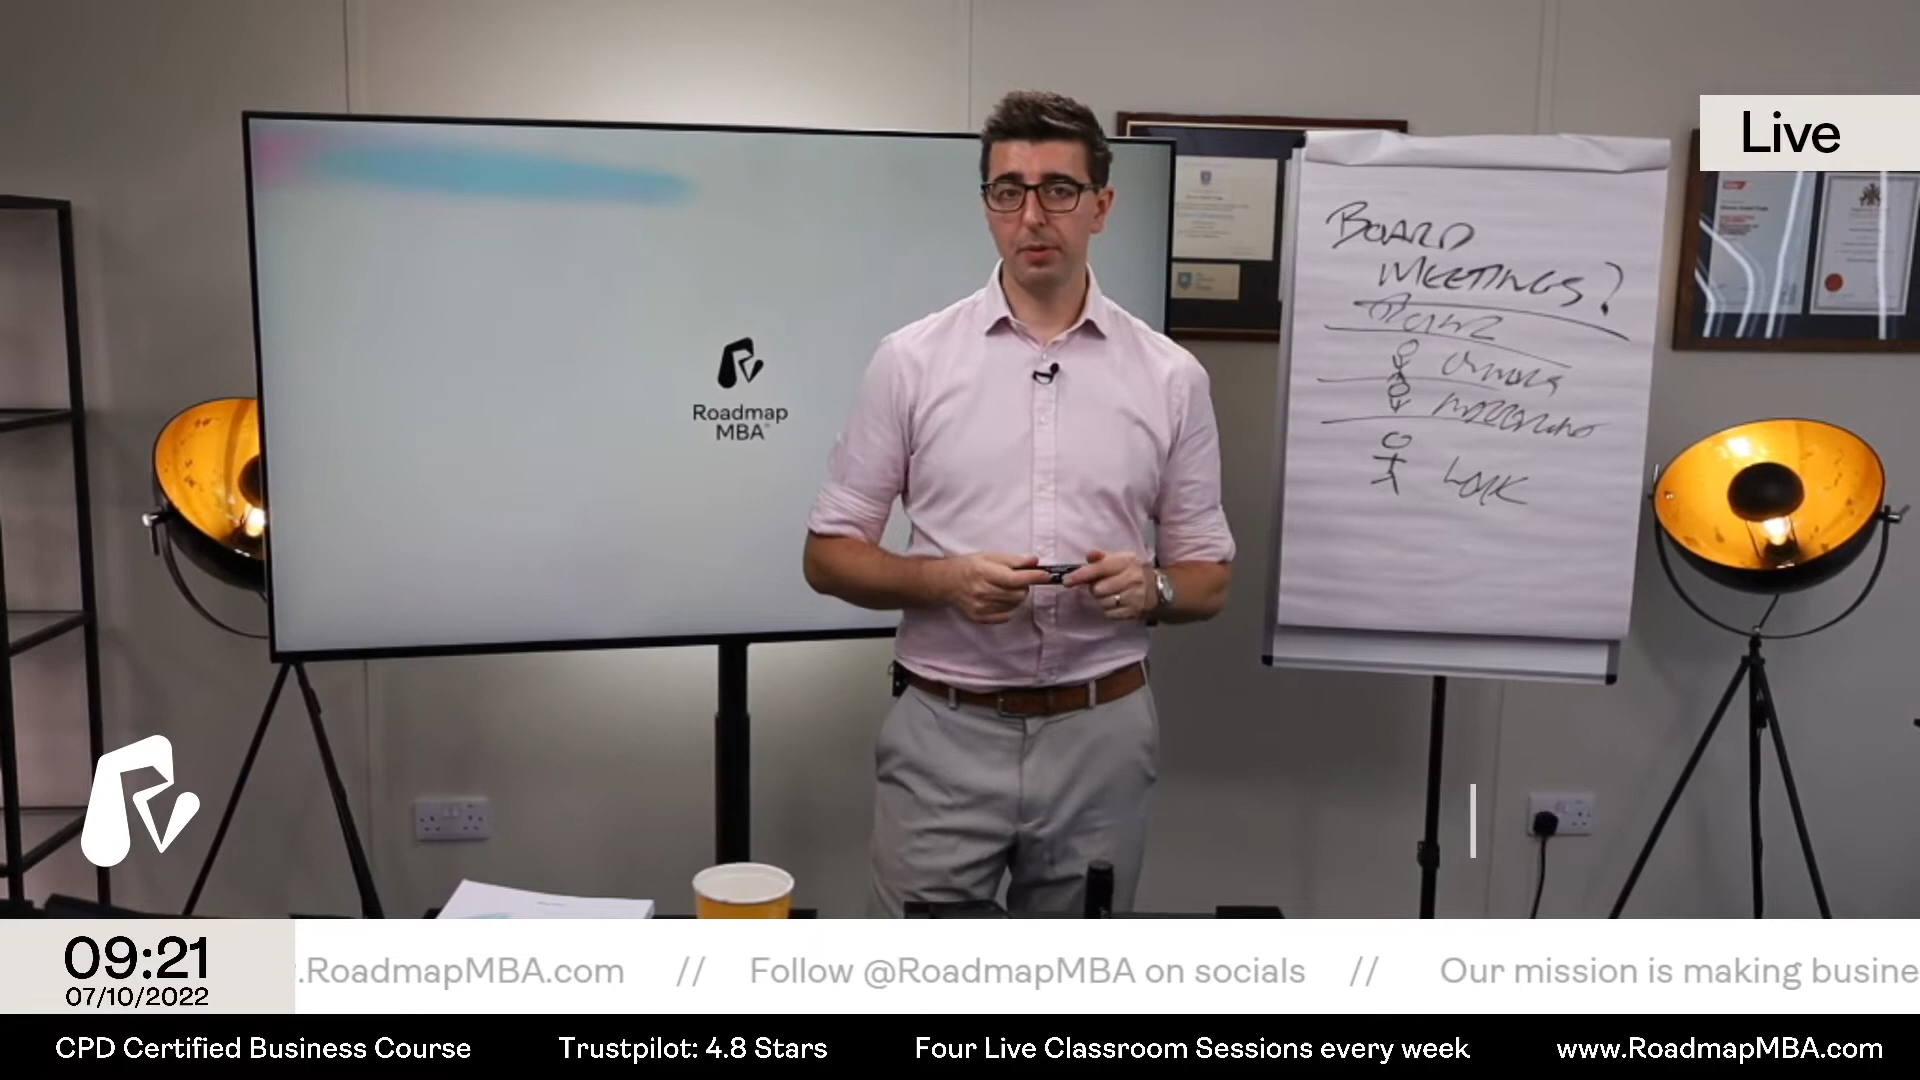 Live
BOARD
MEETINGS?
WORK
Roadmap
MBA
09:21
07/10/2022
.RoadmapMBA.com // Follow @RoadmapMBA on socials // Our mission is making busine
CPD Certified Business Course Trustpilot: 4.8 Stars Four Live Classroom Sessions every week www.RoadmapMBA.com